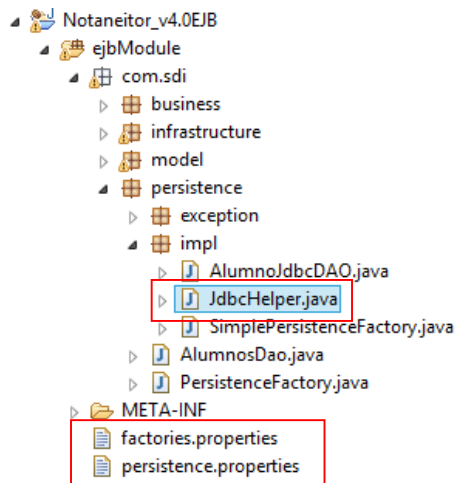 Notaneitor_v4.0EJB
ejbModule
com.sdi
business
infrastructure
model
persistence
exception
impl
AlumnoJdbcDAO.java
JdbcHelper.java
SimplePersistenceFactory.java
AlumnosDao.java
PersistenceFactory.java
META-INF
factories.properties
persistence.properties